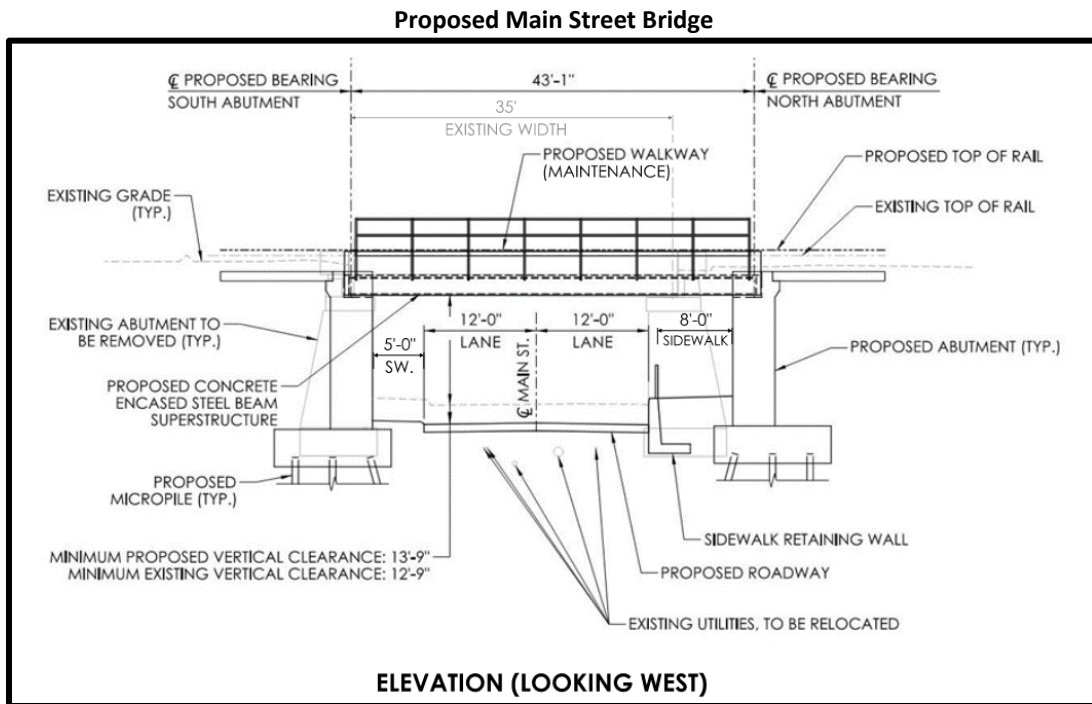 Proposed Main Street Bridge
℄ PROPOSED BEARING
SOUTH ABUTMENT
43'-1"
℄ PROPOSED BEARING
NORTH ABUTMENT
35'
EXISTING WIDTH
PROPOSED WALKWAY
(MAINTENANCE)
PROPOSED TOP OF RAIL
EXISTING GRADE
(TYP.)
EXISTING TOP OF RAIL
EXISTING ABUTMENT TO
BE REMOVED (TYP.)
12'-0"
LANE
12'-0"
LANE
8'-0"
SIDEWALK
5'-0"
SW.
℄ MAIN ST.
PROPOSED ABUTMENT (TYP.)
PROPOSED CONCRETE
ENCASED STEEL BEAM
SUPERSTRUCTURE
PROPOSED
MICROPILE (TYP.)
SIDEWALK RETAINING WALL
MINIMUM PROPOSED VERTICAL CLEARANCE: 13'-9"
MINIMUM EXISTING VERTICAL CLEARANCE: 12'-9"
PROPOSED ROADWAY
EXISTING UTILITIES, TO BE RELOCATED
ELEVATION (LOOKING WEST)